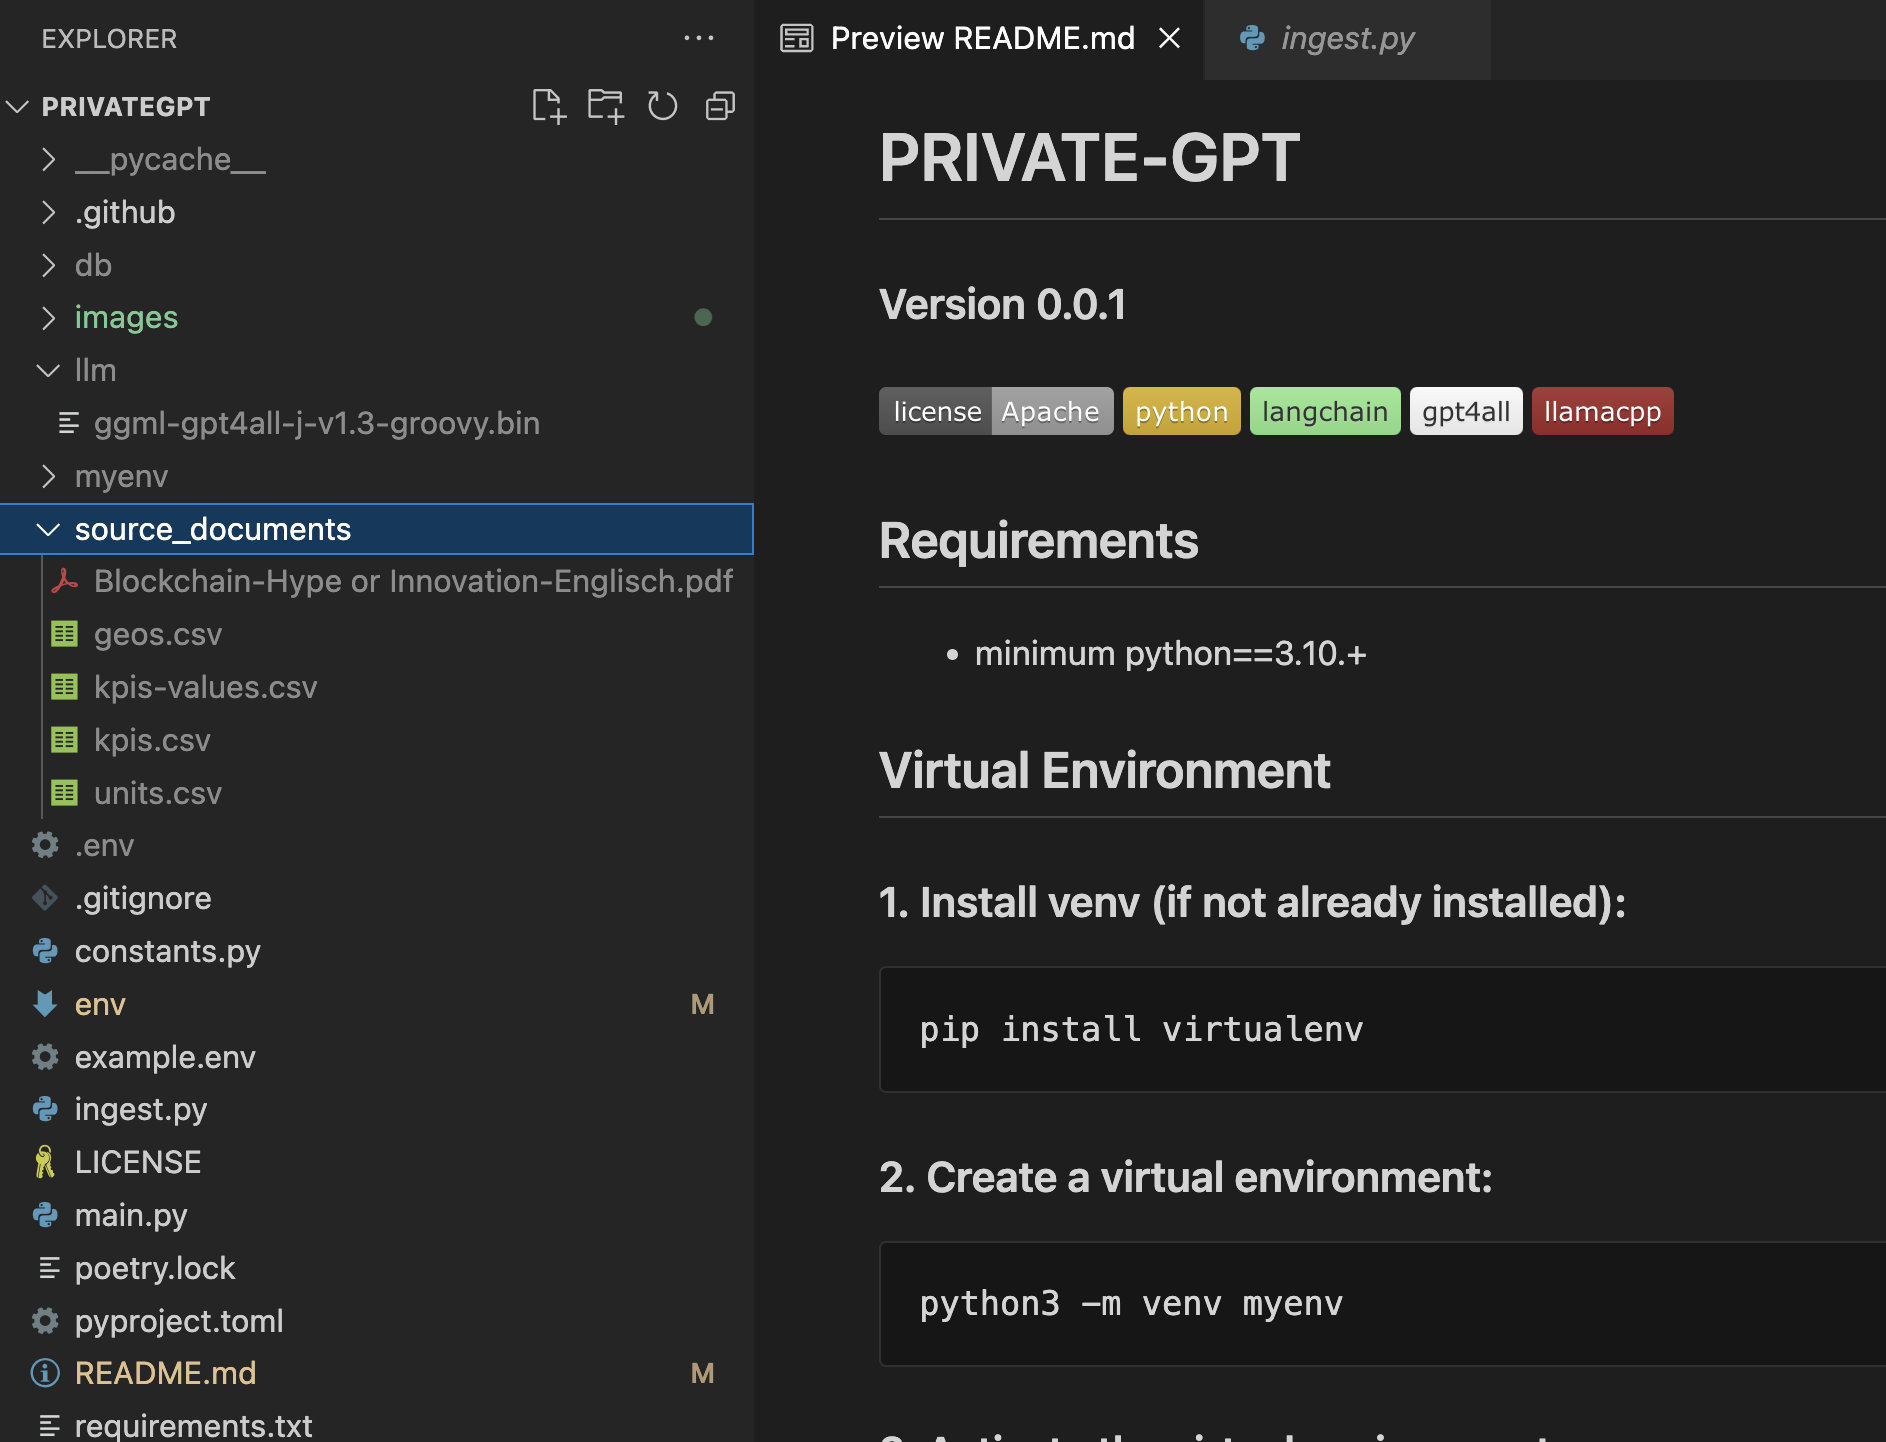 EXPLORER
PRIVATEGPT
__pycache__
.github
db
images
llm
ggml-gpt4all-j-v1.3-groovy.bin
myenv
source_documents
Blockchain-Hype or Innovation-Englisch.pdf
geos.csv
kpis-values.csv
kpis.csv
units.csv
.env
.gitignore
constants.py
env M
example.env
ingest.py
LICENSE
main.py
poetry.lock
pyproject.toml
README.md M
requirements.txt
Preview README.md
ingest.py
PRIVATE-GPT
Version 0.0.1
license Apache python langchain gpt4all llamacpp
Requirements
• minimum python==3.10.+
Virtual Environment
1. Install venv (if not already installed):
pip install virtualenv
2. Create a virtual environment:
python3 -m venv myenv